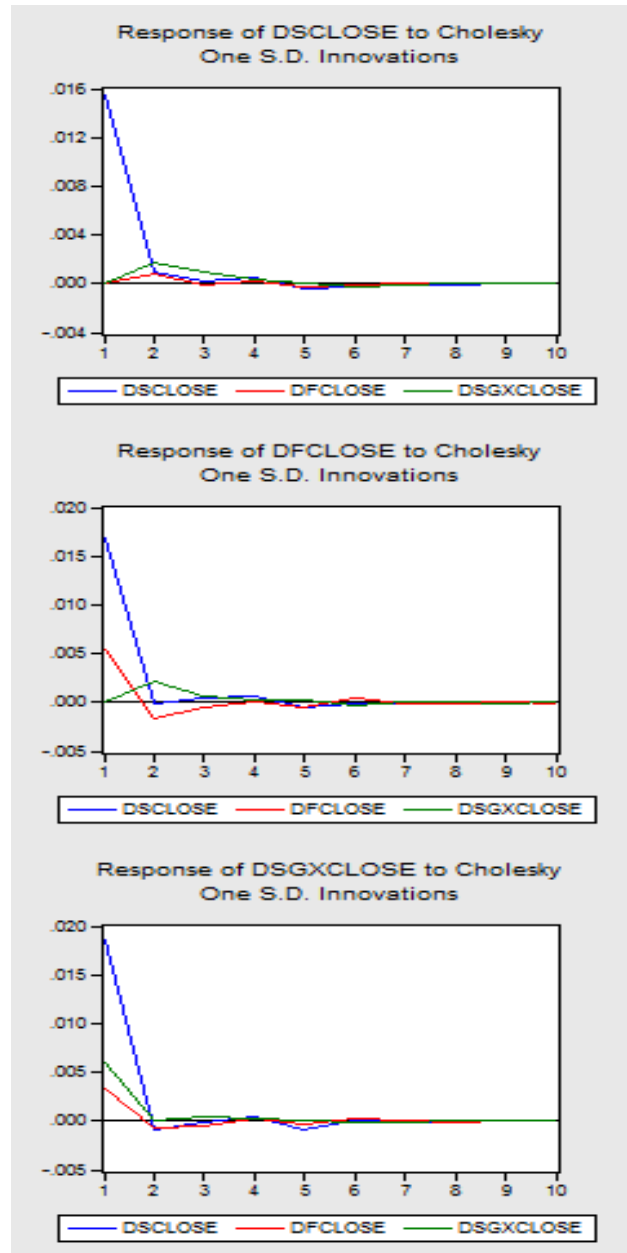 Response of DSCLOSE to Cholesky
One S.D. Innovations
.016
.012
.008
.004
.000
-.004
1 2 3 4 5 6 7 8 9 10
DSCLOSE DFCLOSE DSGXCLOSE
Response of DFCLOSE to Cholesky
One S.D. Innovations
.020
.015
.010
.005
.000
-.005
1 2 3 4 5 6 7 8 9 10
DSCLOSE DFCLOSE DSGXCLOSE
Response of DSGXCLOSE to Cholesky
One S.D. Innovations
.020
.015
.010
.005
.000
-.005
1 2 3 4 5 6 7 8 9 10
DSCLOSE DFCLOSE DSGXCLOSE